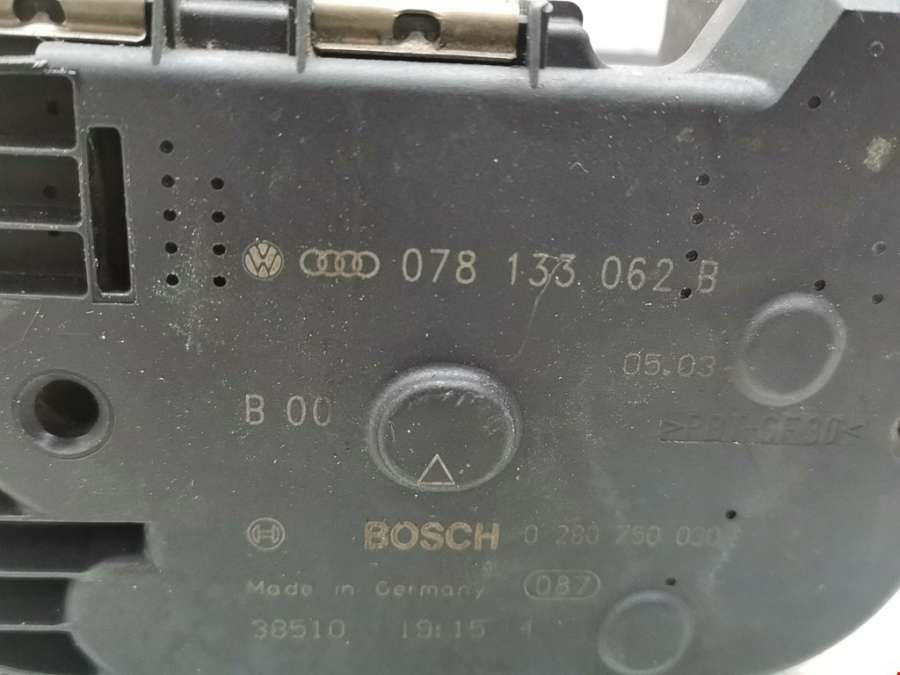 078 133 062 B
05.03
B 00
>PBT-GF30<
BOSCH 0 280 750 030
Made in Germany 087
38510 19:15 4